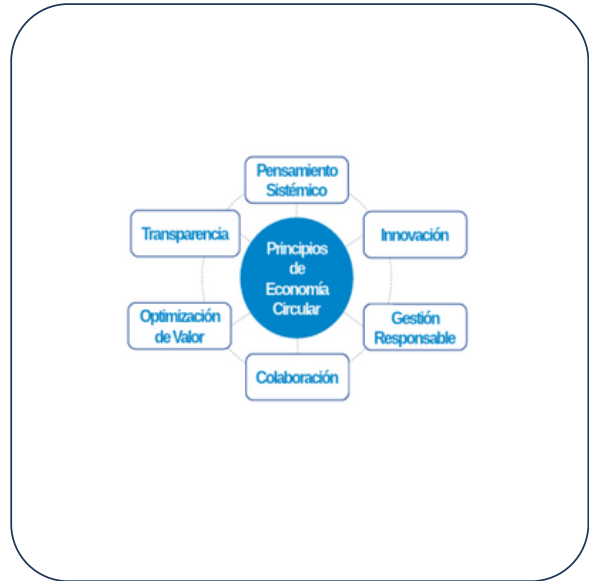 Pensamiento
Sistémico
Transparencia
Innovación
Principios
de
Economía
Circular
Optimización
de Valor
Gestión
Responsable
Colaboración